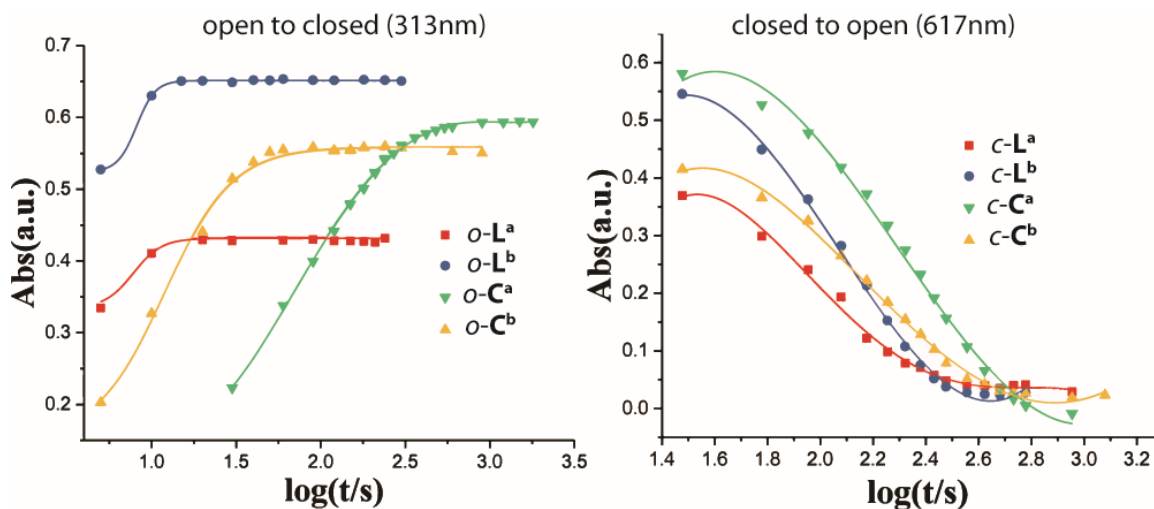 open to closed (313nm)
Abs(a.u.)
0.7
0.6
0.5
0.4
0.3
0.2
o-Lᵃ
o-Lᵇ
o-Cᵃ
o-Cᵇ
1.0 1.5 2.0 2.5 3.0 3.5
log(t/s)
closed to open (617nm)
Abs(a.u.)
0.6
0.5
0.4
0.3
0.2
0.1
0.0
c-Lᵃ
c-Lᵇ
c-Cᵃ
c-Cᵇ
1.4 1.6 1.8 2.0 2.2 2.4 2.6 2.8 3.0 3.2
log(t/s)